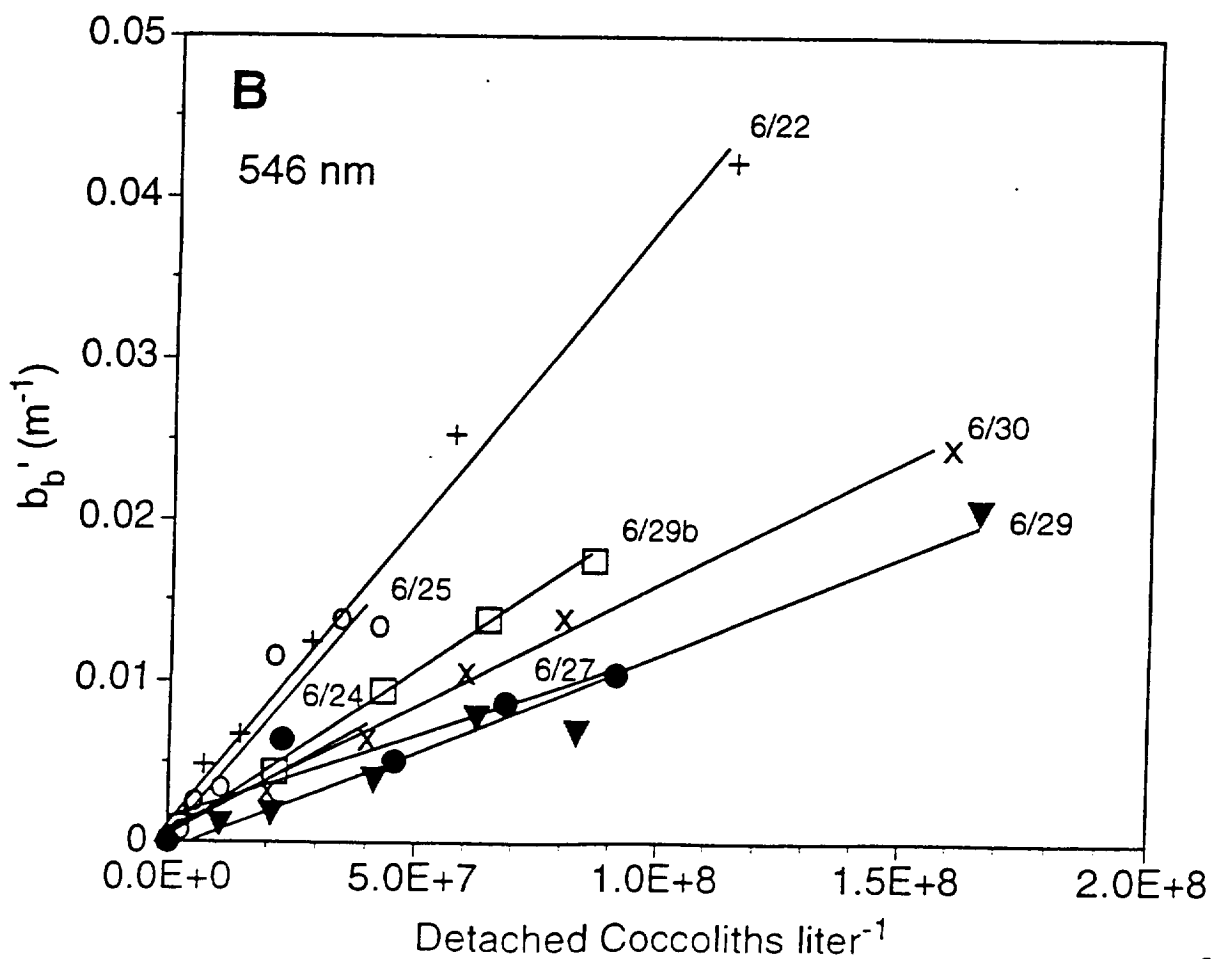 0.05
B
546 nm
6/22
0.04
0.03
b_b' (m⁻¹)
6/30
0.02
6/29b
6/29
6/25
0.01
6/27
6/24
0
0.0E+0 5.0E+7 1.0E+8 1.5E+8 2.0E+8
Detached Coccoliths liter⁻¹